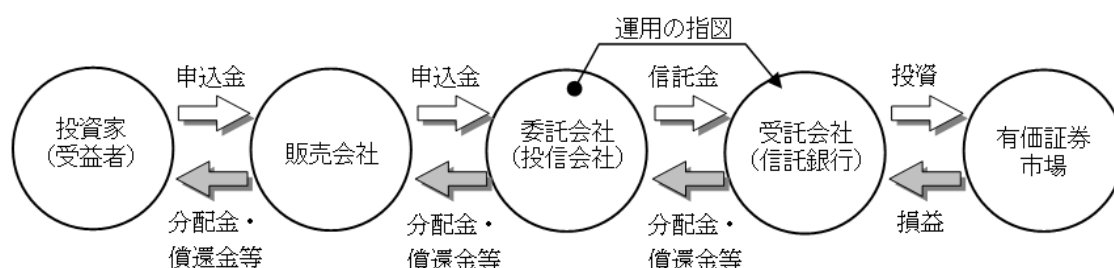 運用の指図
申込金
申込金
信託金
投資
投資家
(受益者)
販売会社
委託会社
(投信会社)
受託会社
(信託銀行)
有価証券
市場
分配金・
償還金等
分配金・
償還金等
分配金・
償還金等
損益